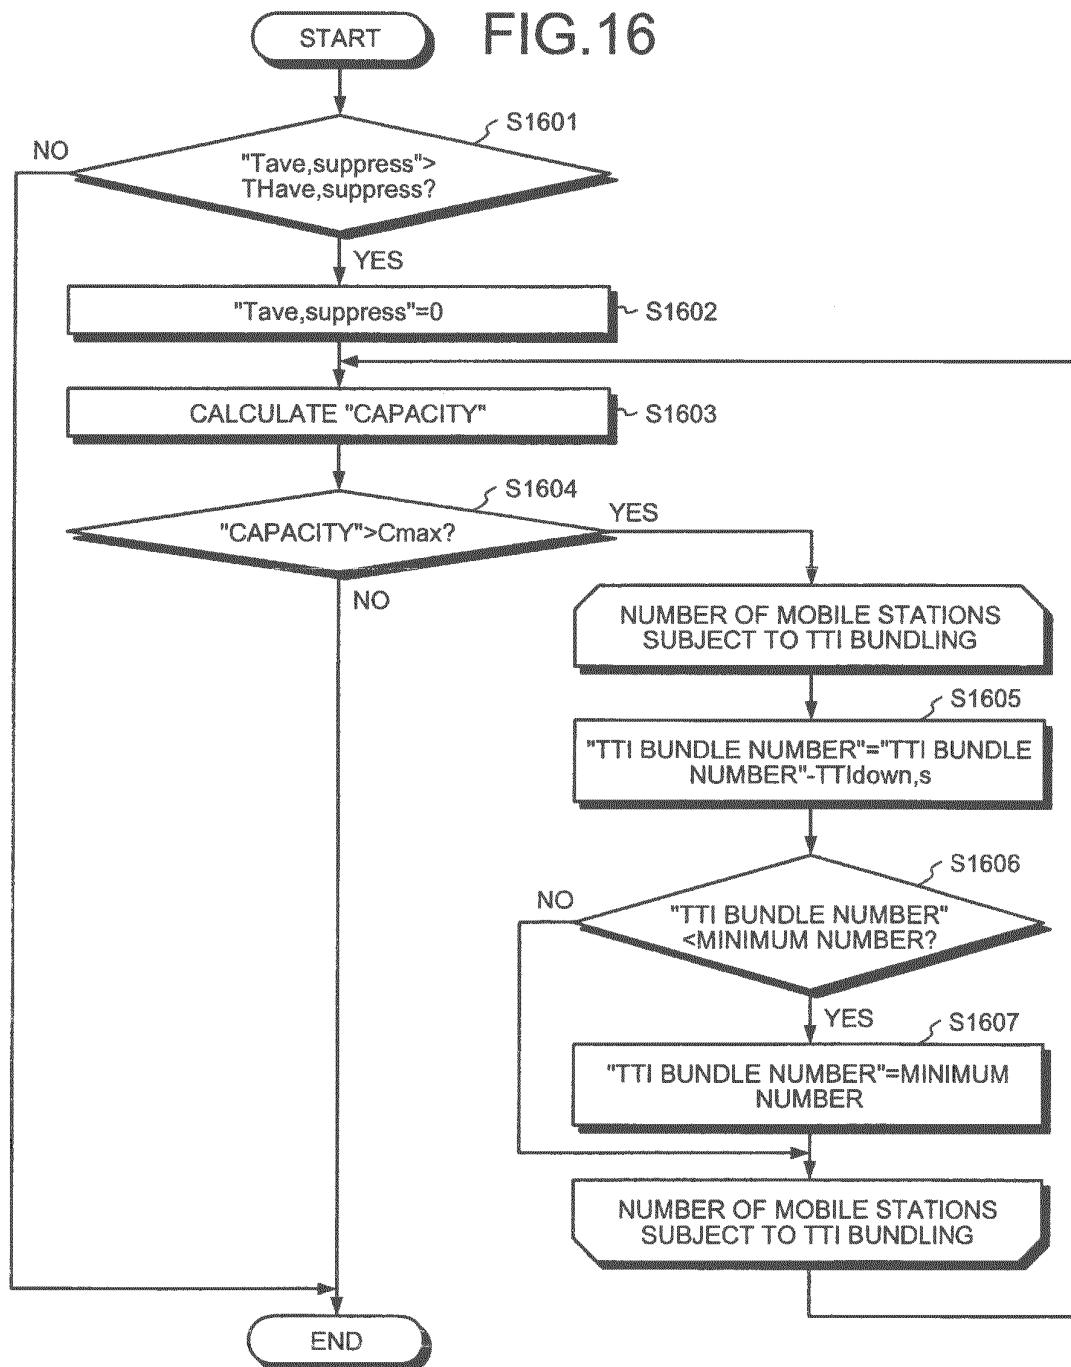 FIG.16
START
S1601
NO
"Tave,suppress">
THave,suppress?
YES
"Tave,suppress"=0
S1602
CALCULATE "CAPACITY"
S1603
S1604
"CAPACITY">Cmax?
YES
NO
NUMBER OF MOBILE STATIONS
SUBJECT TO TTI BUNDLING
S1605
"TTI BUNDLE NUMBER"="TTI BUNDLE
NUMBER"-TTIdown,s
S1606
NO
"TTI BUNDLE NUMBER"
<MINIMUM NUMBER?
YES
S1607
"TTI BUNDLE NUMBER"=MINIMUM
NUMBER
NUMBER OF MOBILE STATIONS
SUBJECT TO TTI BUNDLING
END